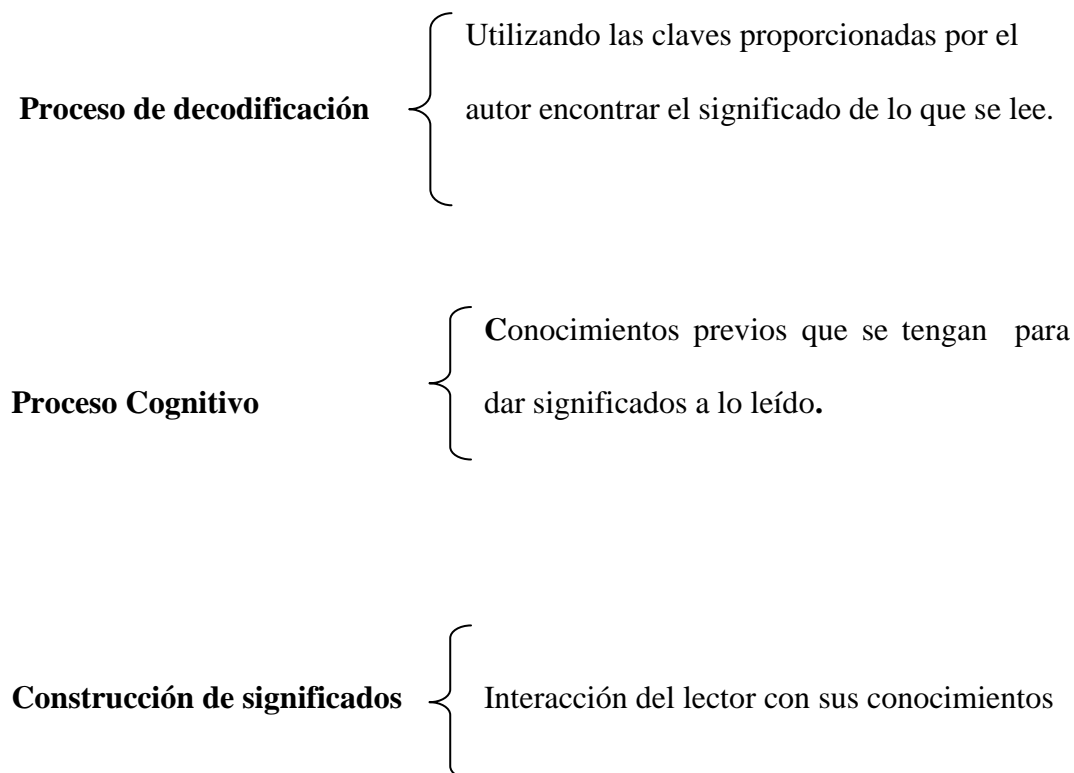 Utilizando las claves proporcionadas por el
Proceso de decodificación autor encontrar el significado de lo que se lee.
Conocimientos previos que se tengan para
Proceso Cognitivo dar significados a lo leído.
Construcción de significados Interacción del lector con sus conocimientos